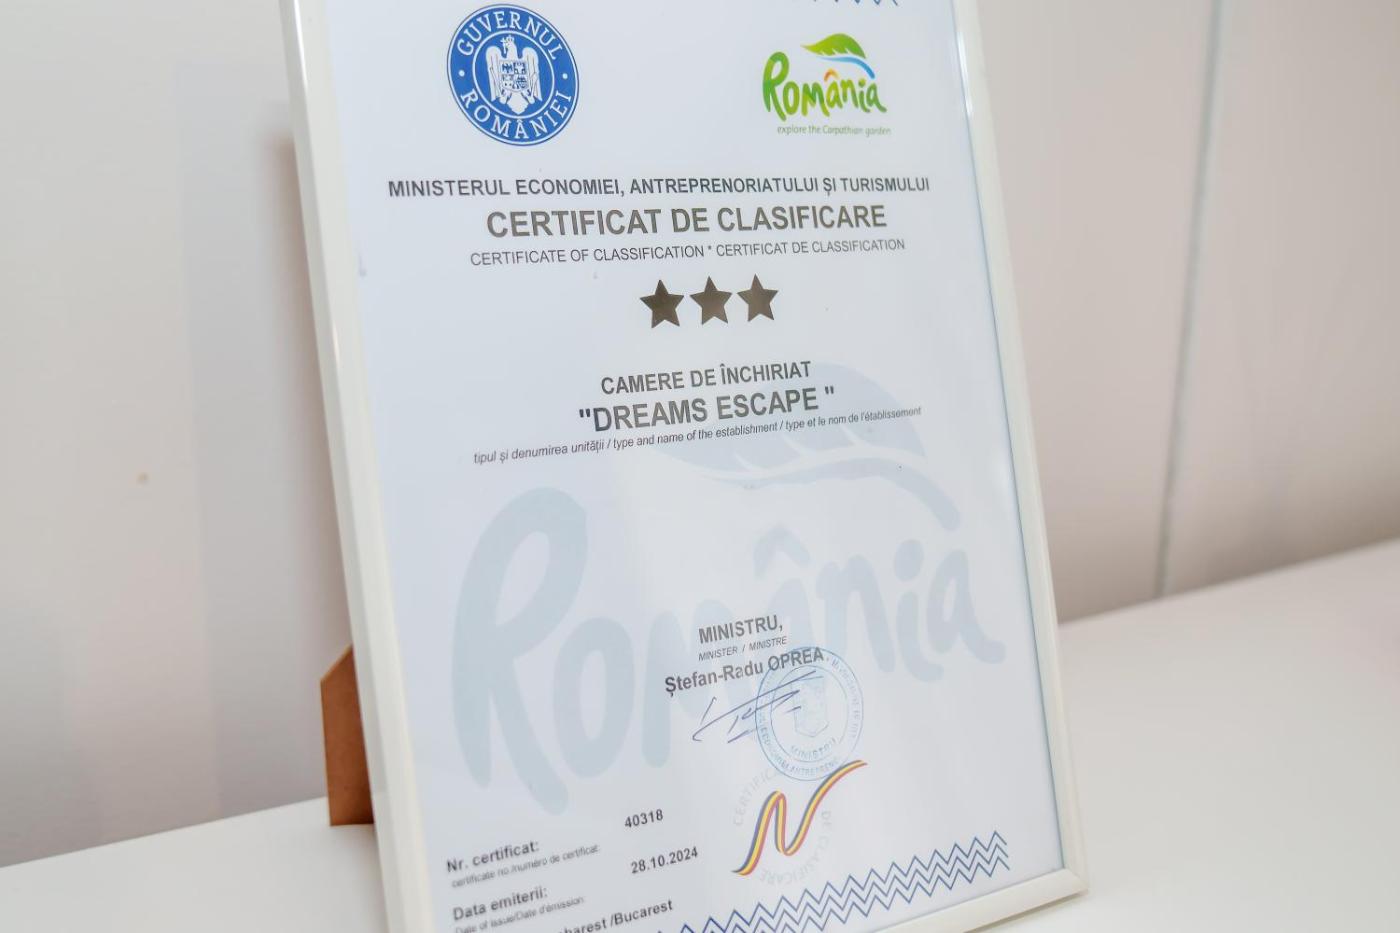 GUVERNUL ROMÂNIEI
România
explore the Carpathian garden
MINISTERUL ECONOMIEI, ANTREPRENORIATULUI ȘI TURISMULUI
CERTIFICAT DE CLASIFICARE
CERTIFICATE OF CLASSIFICATION * CERTIFICAT DE CLASSIFICATION
CAMERE DE ÎNCHIRIAT
"DREAMS ESCAPE "
tipul și denumirea unității / type and name of the establishment / type et le nom de l'établissement
România
MINISTRU,
MINISTER / MINISTRE
Ștefan-Radu OPREA
MINISTRU
CERTIFICAT DE CLASIFICARE
Nr. certificat: 40318
certificate no./numéro de certificat:
Data emiterii: 28.10.2024
Date of issue/Date d'émission:
/Bucarest